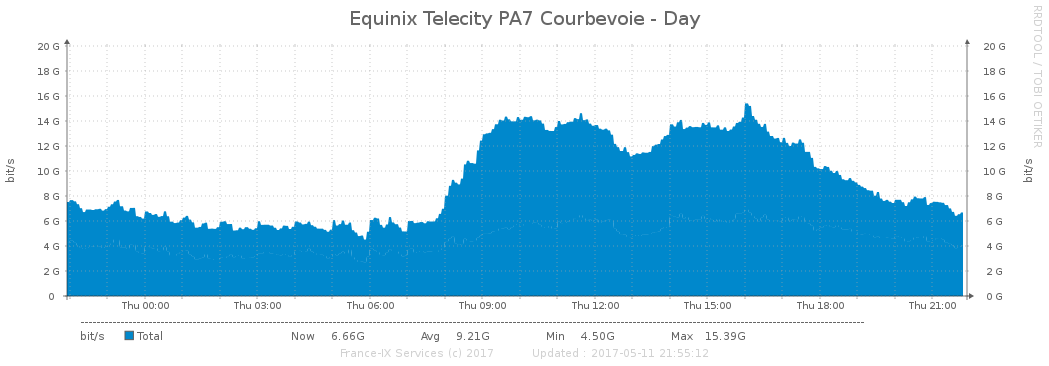 Equinix Telecity PA7 Courbevoie - Day
RRDTOOL / TOBI OETIKER
20 G 20 G
18 G 18 G
16 G 16 G
14 G 14 G
12 G 12 G
10 G 10 G
8 G 8 G
6 G 6 G
4 G 4 G
2 G 2 G
0 0 G
bit/s bit/s
Thu 00:00 Thu 03:00 Thu 06:00 Thu 09:00 Thu 12:00 Thu 15:00 Thu 18:00 Thu 21:00
bit/s Total Now 6.66G Avg 9.21G Min 4.50G Max 15.39G
France-IX Services (c) 2017 Updated : 2017-05-11 21:55:12